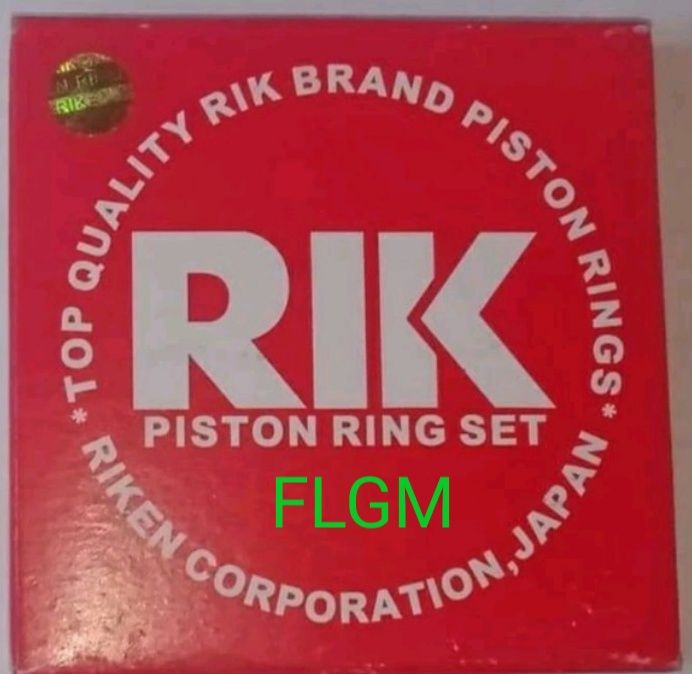 *TOP QUALITY RIK BRAND PISTON RINGS*
RIK
PISTON RING SET
FLGM
RIKEN CORPORATION,JAPAN